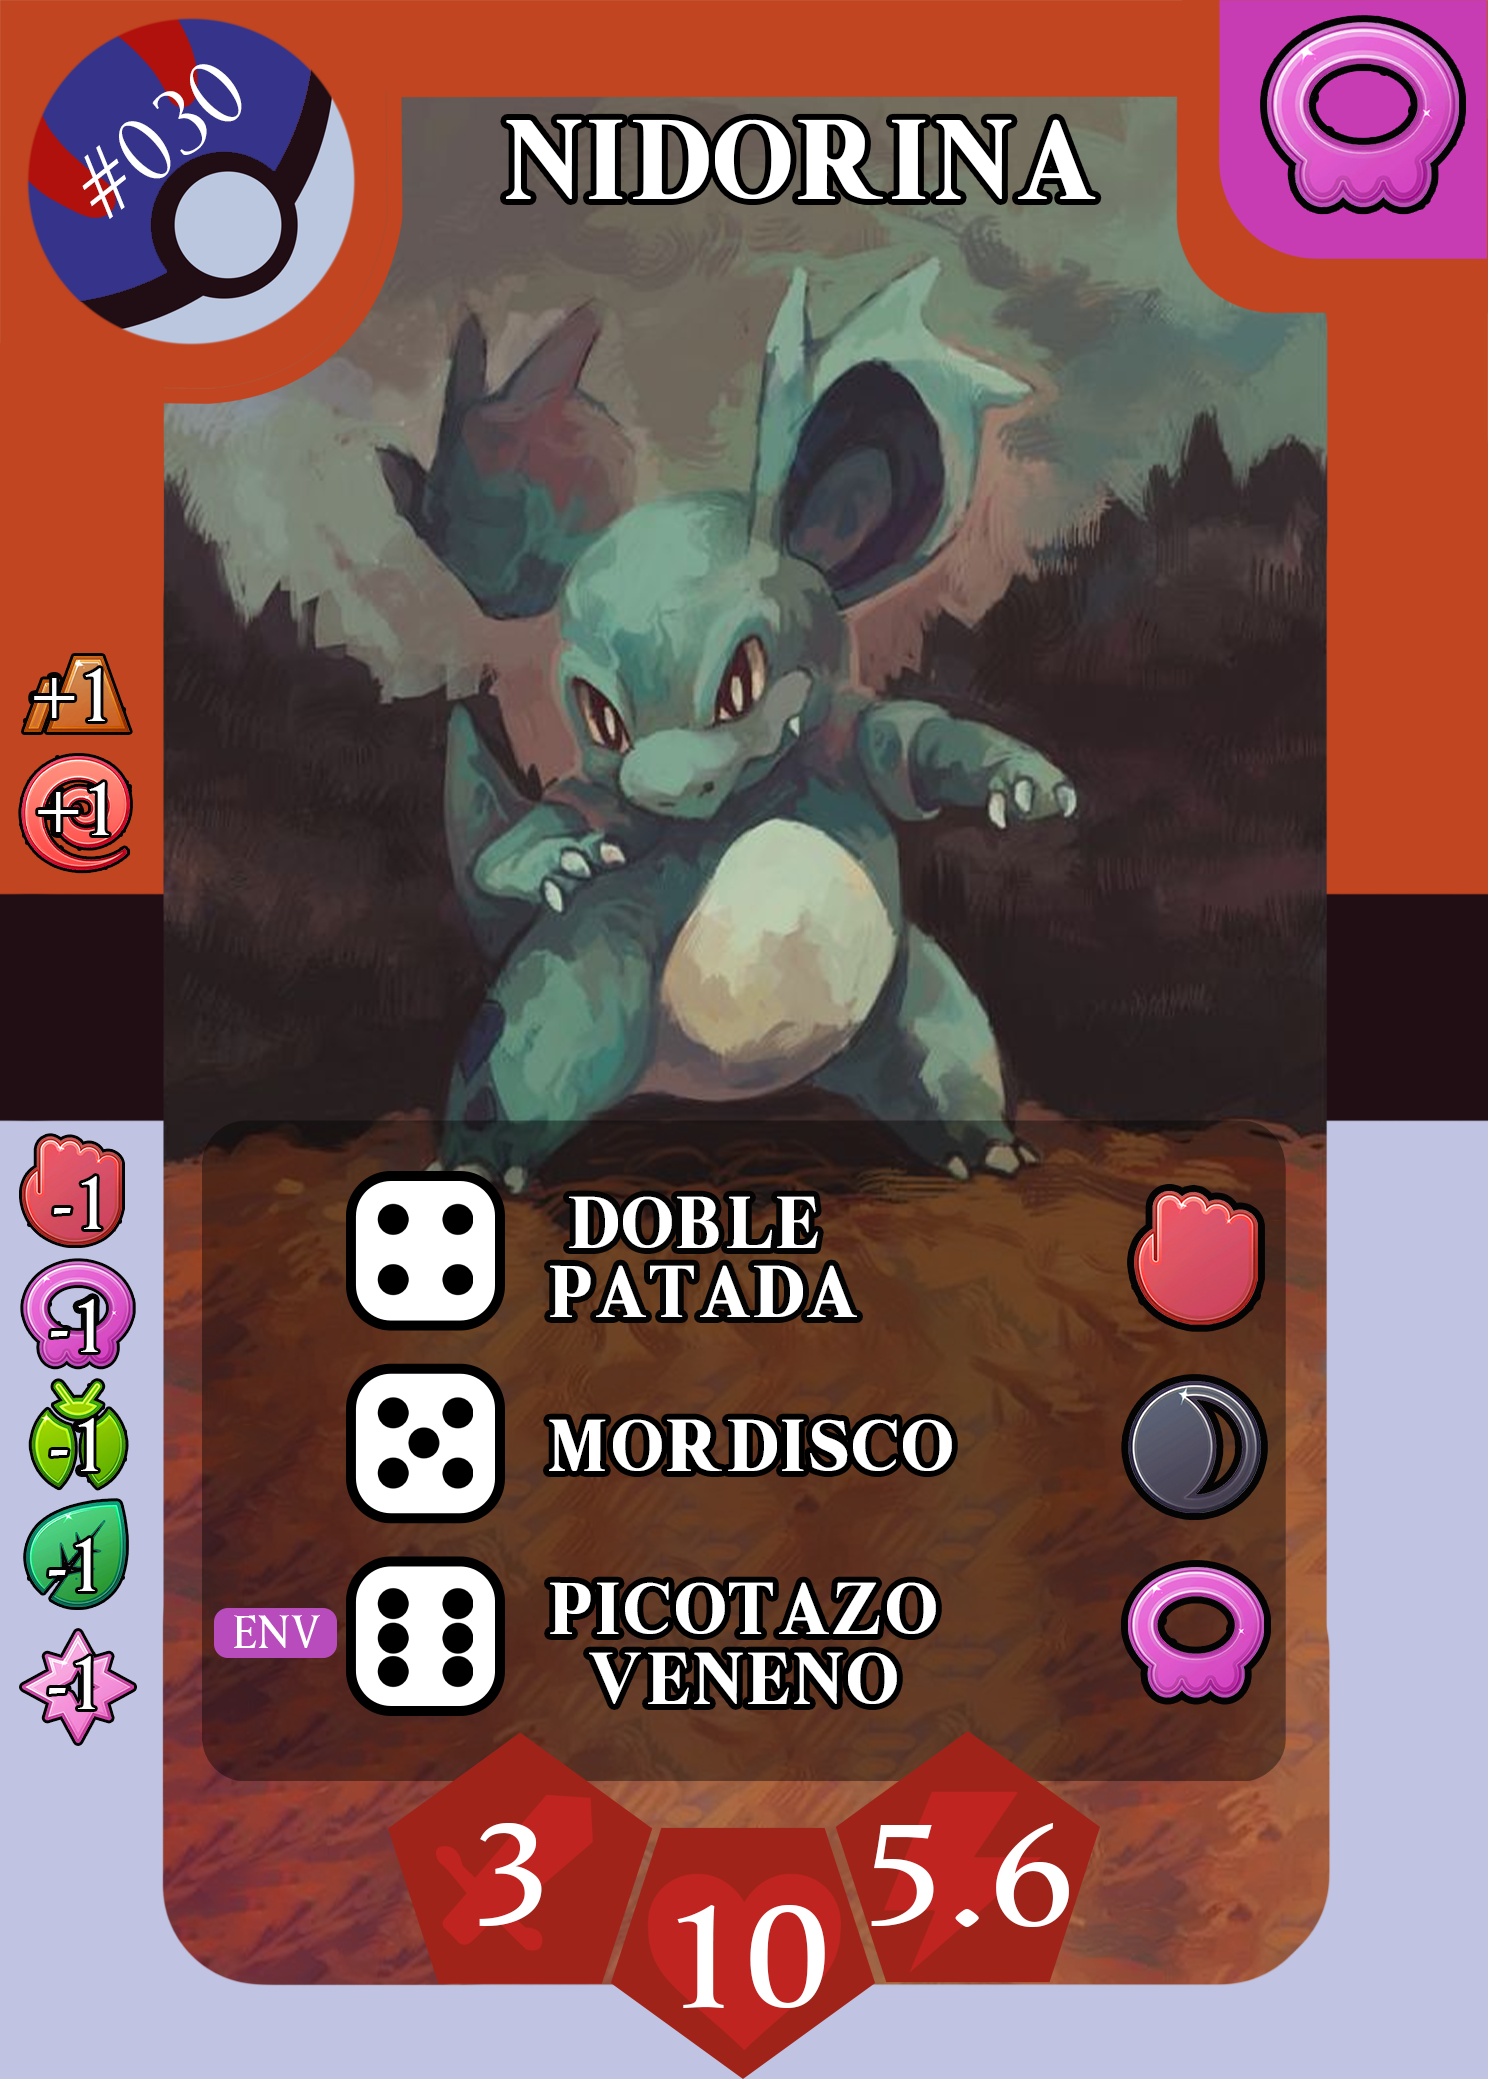 #030
NIDORINA
+1
+1
-1
-1
-1
-1
-1
DOBLE
PATADA
MORDISCO
ENV
PICOTAZO
VENENO
3
10
5.6